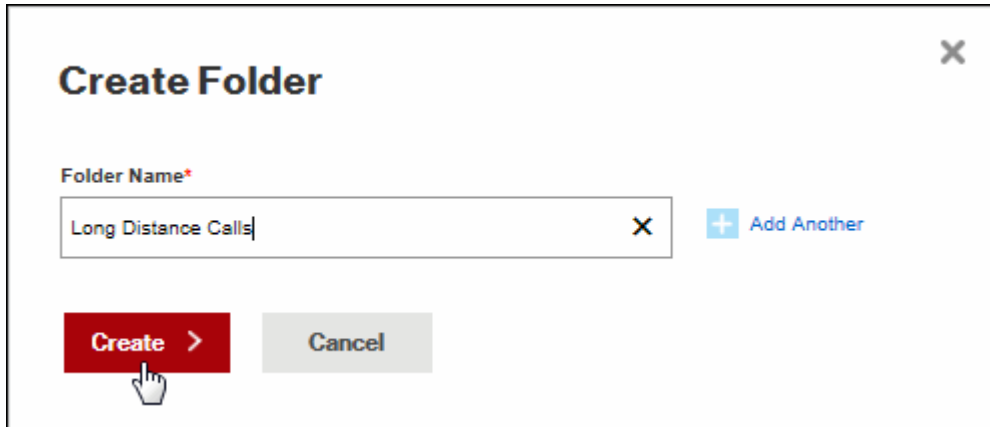 Create Folder
Folder Name*
Long Distance Calls
Add Another
Create >
Cancel